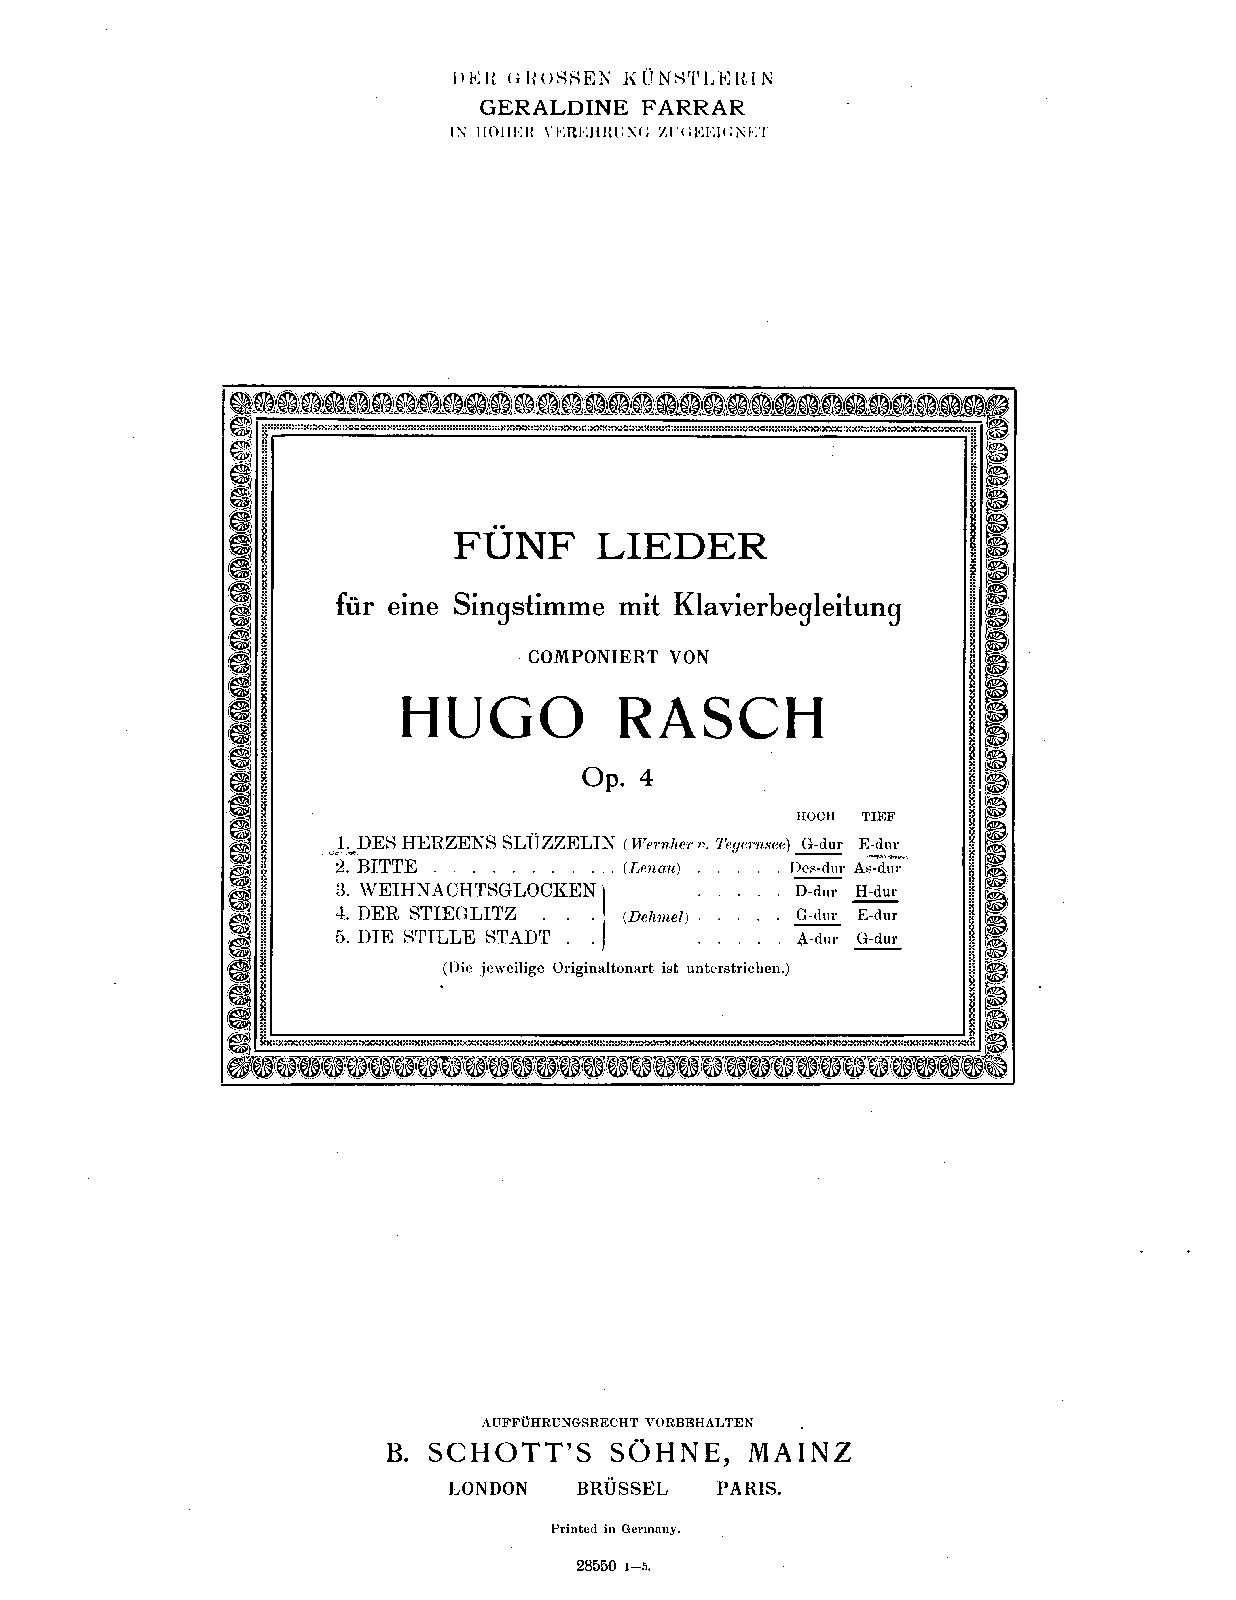 DER GROSSEN KÜNSTLERIN
GERALDINE FARRAR
IN HOHER VEREHRUNG ZUGEEIGNET
FÜNF LIEDER
für eine Singstimme mit Klavierbegleitung
COMPONIERT VON
HUGO RASCH
Op. 4
HOCH TIEF
1. DES HERZENS SLÜZZELIN (Wernher v. Tegernsee) G-dur E-dur
2. BITTE . . . . . . . . . . (Lenau) . . . . . Des-dur As-dur
3. WEIHNACHTSGLOCKEN . . . . . D-dur H-dur
4. DER STIEGLITZ . . . (Dehmel) . . . . . G-dur E-dur
5. DIE STILLE STADT . . . . . . . A-dur G-dur
(Die jeweilige Originaltonart ist unterstrichen.)
AUFFÜHRUNGSRECHT VORBEHALTEN
B. SCHOTT'S SÖHNE, MAINZ
LONDON BRÜSSEL PARIS.
Printed in Germany.
28550 1—5.